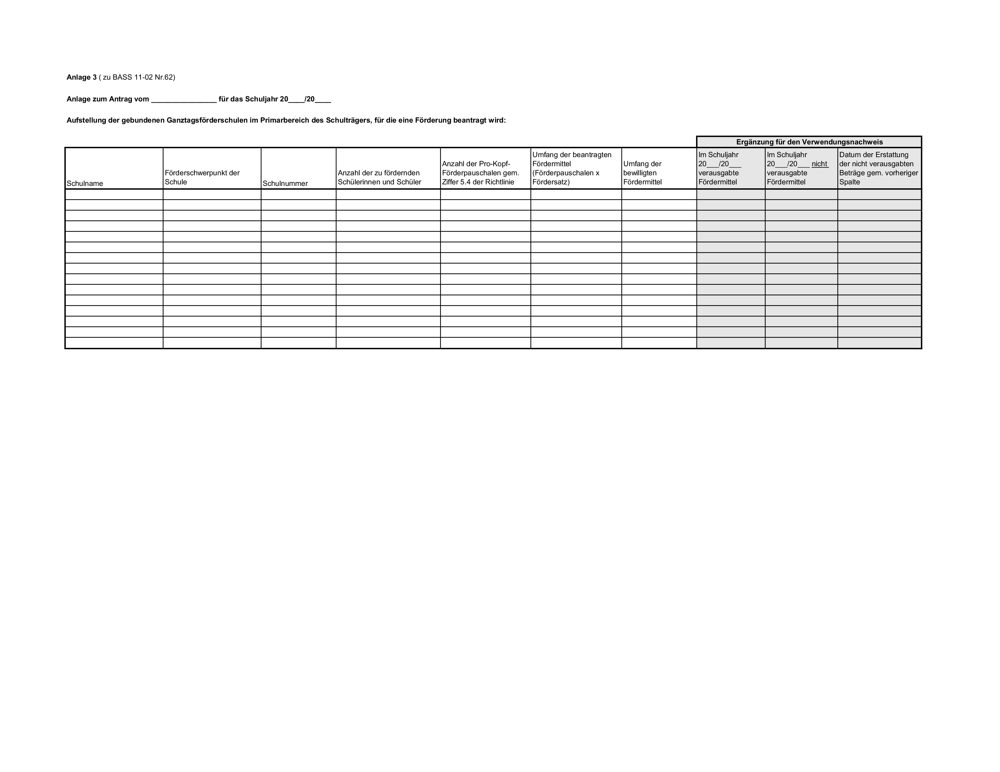 Anlage 3 ( zu BASS 11-02 Nr.62)
Anlage zum Antrag vom ________________ für das Schuljahr 20____/20____
Aufstellung der gebundenen Ganztagsförderschulen im Primarbereich des Schulträgers, für die eine Förderung beantragt wird:
Ergänzung für den Verwendungsnachweis
Schulname
Förderschwerpunkt der
Schule
Schulnummer
Anzahl der zu fördernden
Schülerinnen und Schüler
Anzahl der Pro-Kopf-
Förderpauschalen gem.
Ziffer 5.4 der Richtlinie
Umfang der beantragten
Fördermittel
(Förderpauschalen x
Fördersatz)
Umfang der
bewilligten
Fördermittel
Im Schuljahr
20___/20___
verausgabte
Fördermittel
Im Schuljahr
20___/20___ nicht
verausgabte
Fördermittel
Datum der Erstattung
der nicht verausgabten
Beträge gem. vorheriger
Spalte